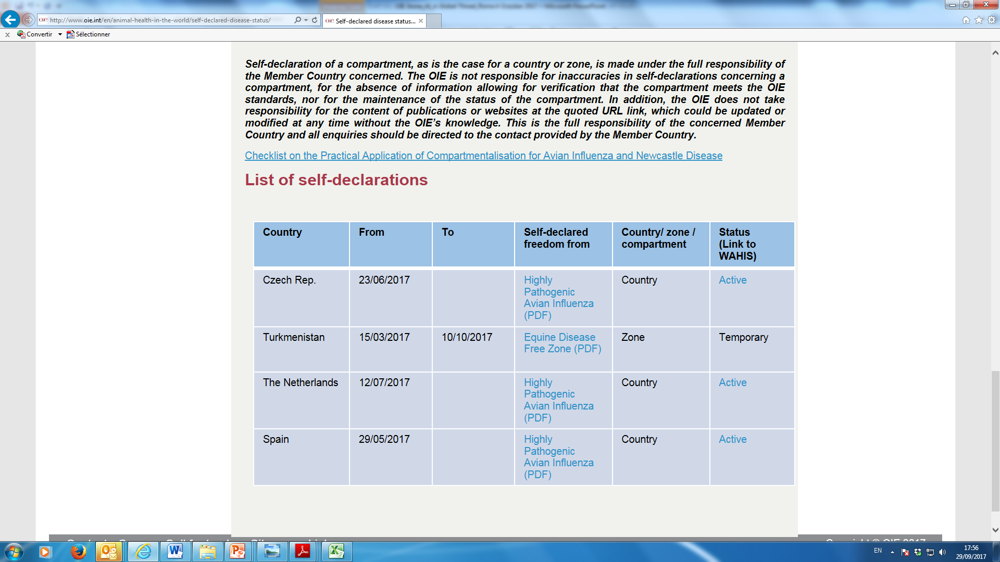 http://www.oie.int/en/animal-health-in-the-world/self-declared-disease-status/
Oie Self-declared disease status...
x Convertir Sélectionner
Self-declaration of a compartment, as is the case for a country or zone, is made under the full responsibility of
the Member Country concerned. The OIE is not responsible for inaccuracies in self-declarations concerning a
compartment, for the absence of information allowing for verification that the compartment meets the OIE
standards, nor for the maintenance of the status of the compartment. In addition, the OIE does not take
responsibility for the content of publications or websites at the quoted URL link, which could be updated or
modified at any time without the OIE’s knowledge. This is the full responsibility of the concerned Member
Country and all enquiries should be directed to the contact provided by the Member Country.
Checklist on the Practical Application of Compartmentalisation for Avian Influenza and Newcastle Disease
List of self-declarations
Country From To Self-declared freedom from Country/ zone / compartment Status (Link to WAHIS)
Czech Rep. 23/06/2017 Highly Pathogenic Avian Influenza (PDF) Country Active
Turkmenistan 15/03/2017 10/10/2017 Equine Disease Free Zone (PDF) Zone Temporary
The Netherlands 12/07/2017 Highly Pathogenic Avian Influenza (PDF) Country Active
Spain 29/05/2017 Highly Pathogenic Avian Influenza (PDF) Country Active
EN
17:56
29/09/2017